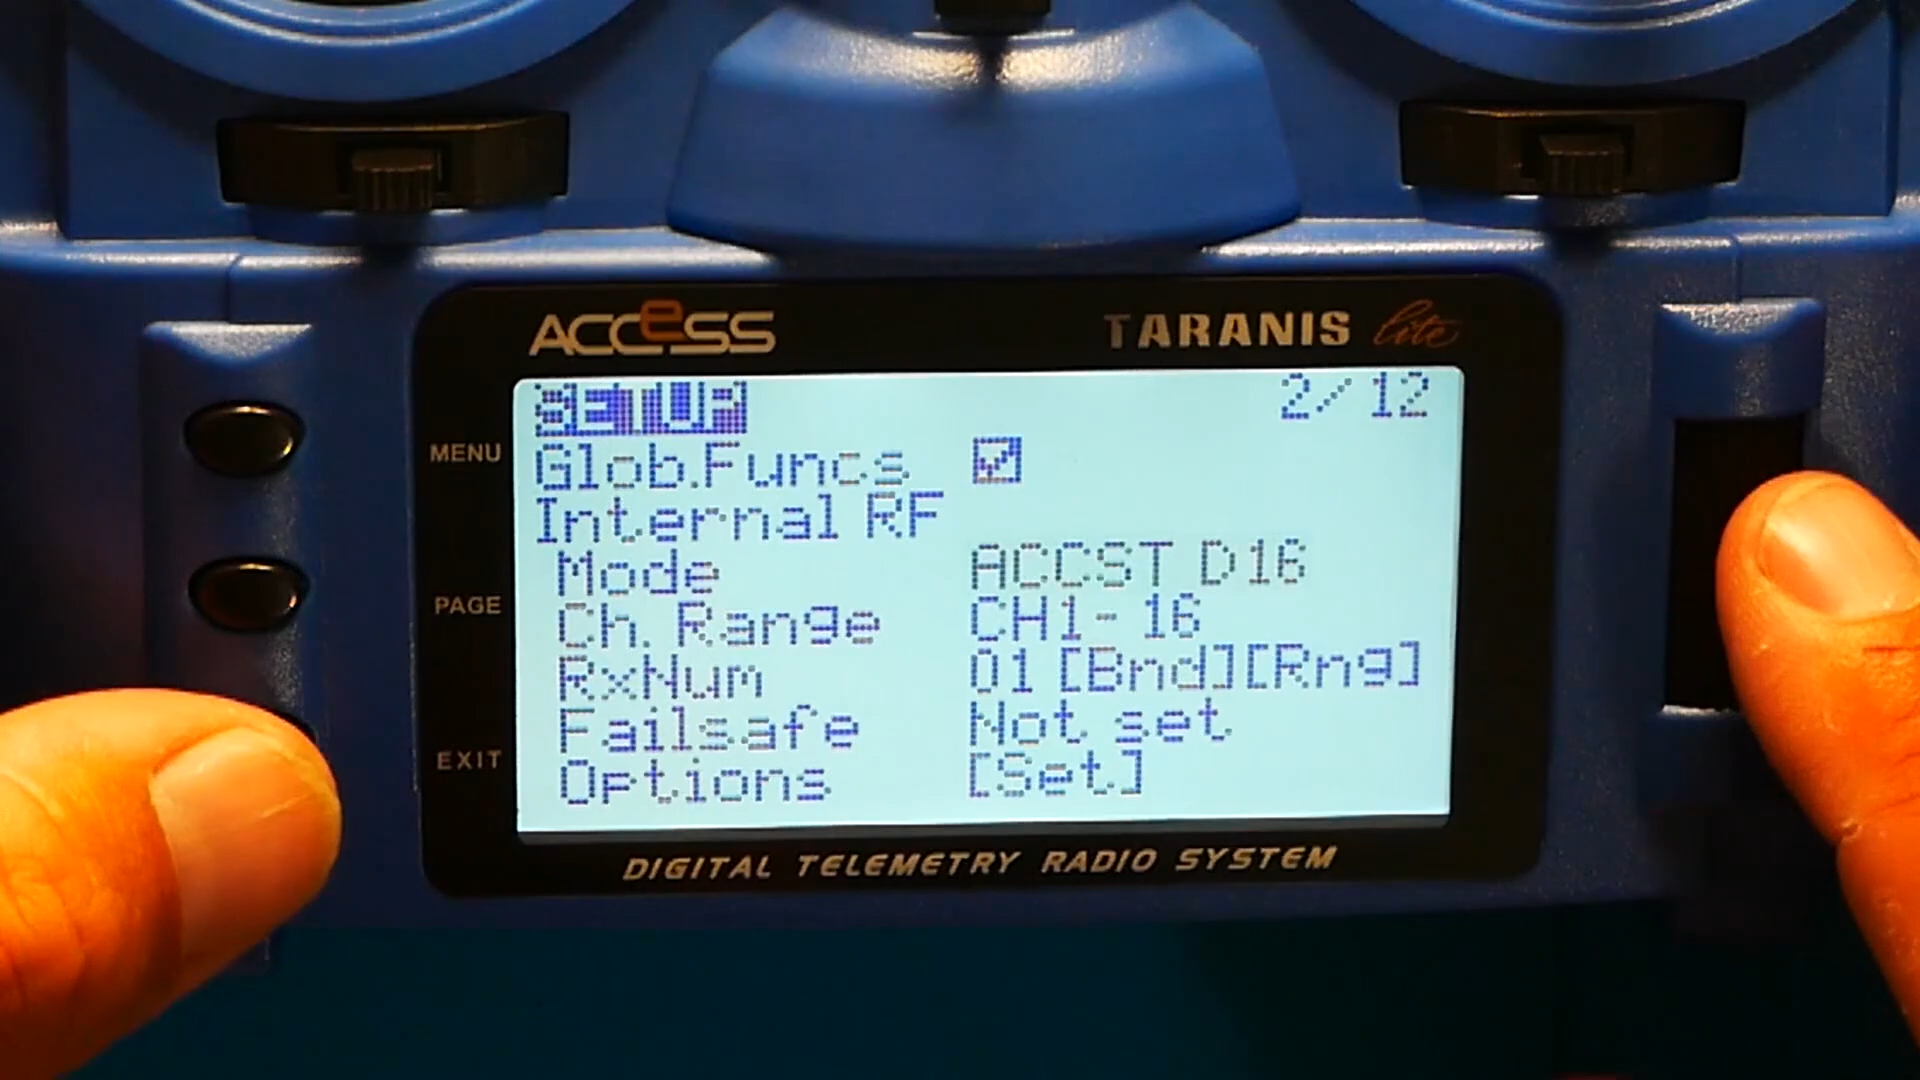 ACCeSS TARANIS lite
SETUP 2/12
MENU
Glob.Funcs
Internal RF
Mode ACCST D16
PAGE
Ch. Range CH1-16
RxNum 01 [Bnd][Rng]
Failsafe Not set
EXIT
Options [Set]
DIGITAL TELEMETRY RADIO SYSTEM